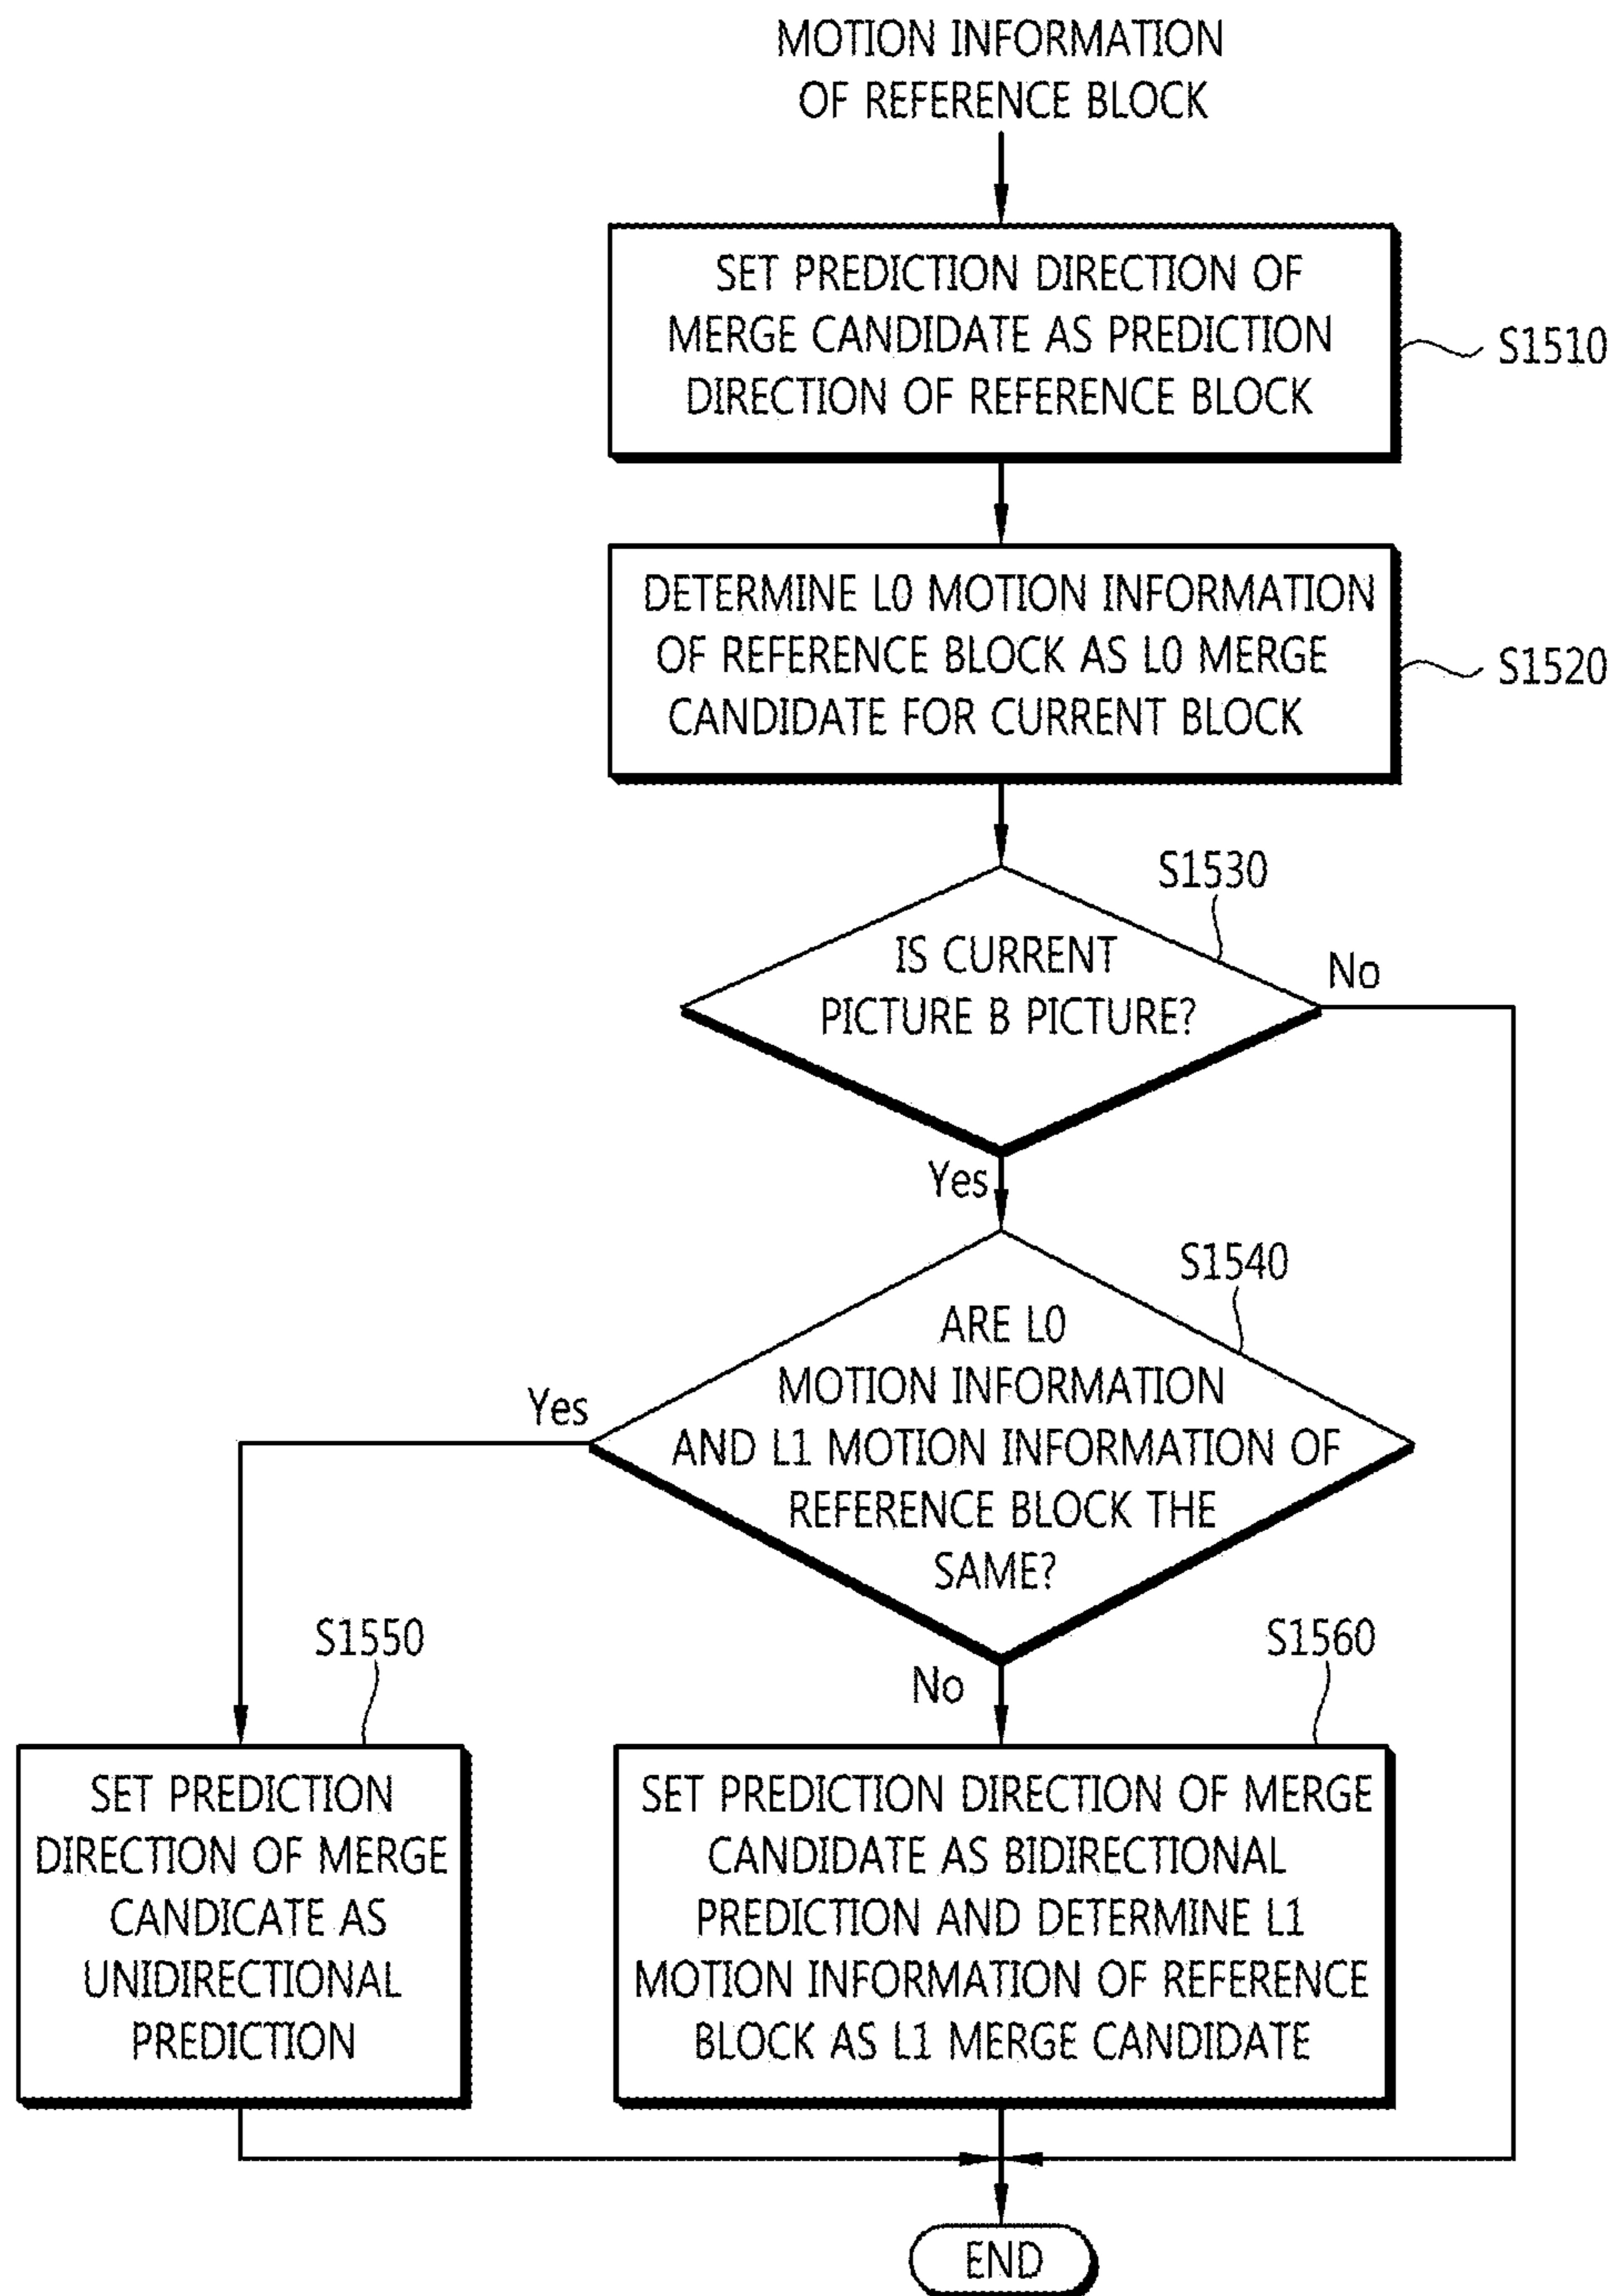 MOTION INFORMATION
OF REFERENCE BLOCK
SET PREDICTION DIRECTION OF
MERGE CANDIDATE AS PREDICTION
DIRECTION OF REFERENCE BLOCK
S1510
DETERMINE L0 MOTION INFORMATION
OF REFERENCE BLOCK AS L0 MERGE
CANDIDATE FOR CURRENT BLOCK
S1520
S1530
IS CURRENT
PICTURE B PICTURE?
No
Yes
S1540
ARE L0
MOTION INFORMATION
AND L1 MOTION INFORMATION OF
REFERENCE BLOCK THE
SAME?
Yes
No
S1550
SET PREDICTION
DIRECTION OF MERGE
CANDICATE AS
UNIDIRECTIONAL
PREDICTION
S1560
SET PREDICTION DIRECTION OF MERGE
CANDIDATE AS BIDIRECTIONAL
PREDICTION AND DETERMINE L1
MOTION INFORMATION OF REFERENCE
BLOCK AS L1 MERGE CANDIDATE
END